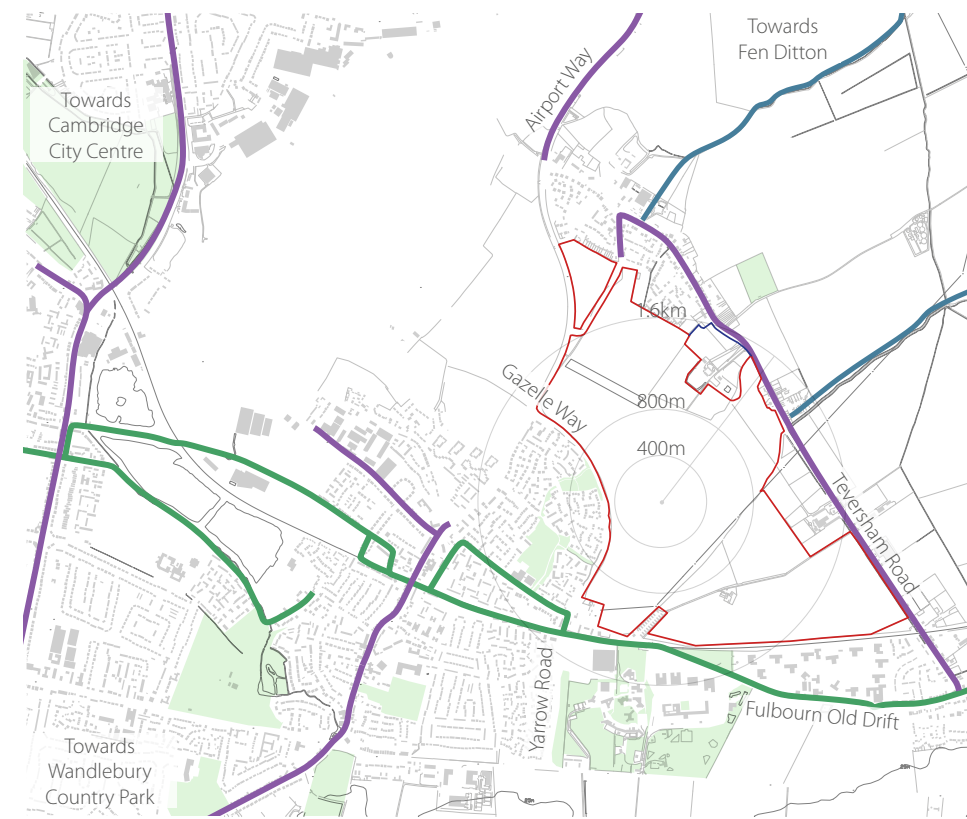 Towards
Fen Ditton
Airport Way
Towards
Cambridge
City Centre
1.6km
Gazelle Way
800m
400m
Teversham Road
Yarrow Road
Fulbourn Old Drift
Towards
Wandlebury
Country Park